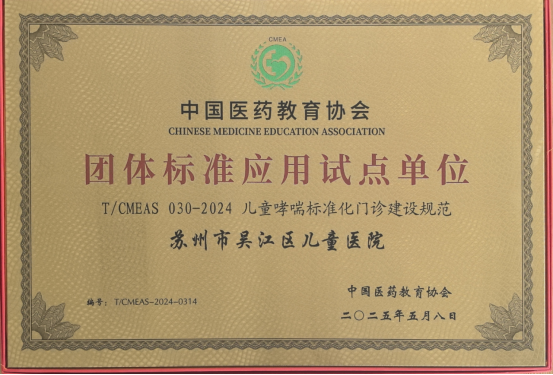 CMEA
中国医药教育协会
CHINESE MEDICINE EDUCATION ASSOCIATION
团体标准应用试点单位
T/CMEAS 030-2024 儿童哮喘标准化门诊建设规范
苏州市吴江区儿童医院
中国医药教育协会
编号：T/CMEAS-2024-0314
二〇二五年五月八日